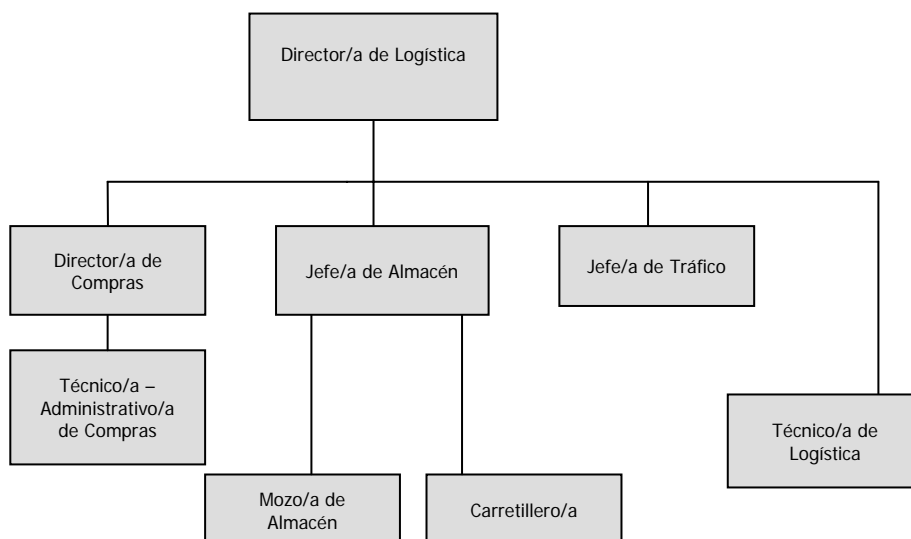 Director/a de Logística
Director/a de
Compras
Jefe/a de Almacén
Jefe/a de Tráfico
Técnico/a –
Administrativo/a
de Compras
Técnico/a de
Logística
Mozo/a de
Almacén
Carretillero/a